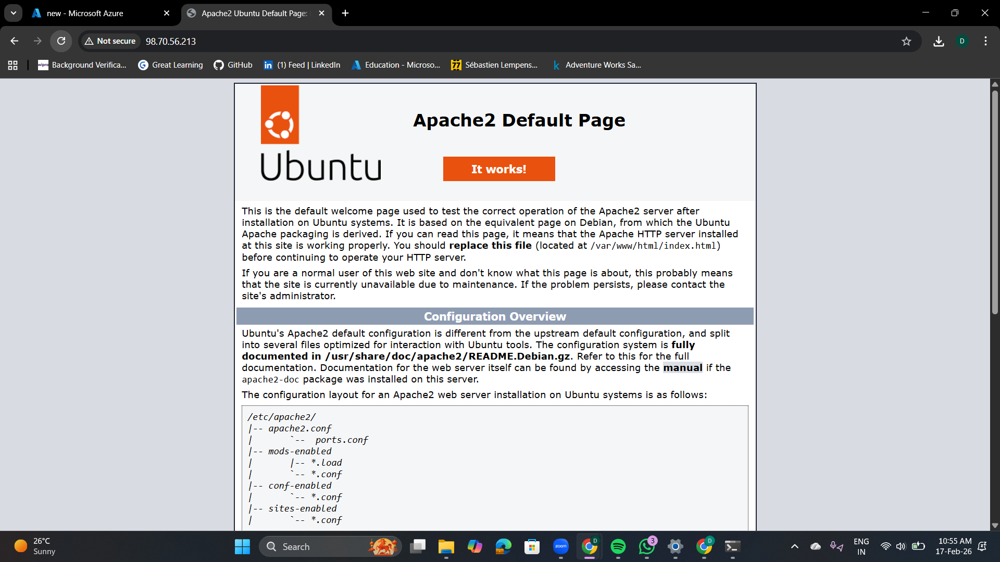 new - Microsoft Azure
Apache2 Ubuntu Default Page:
Not secure
98.70.56.213
D
wipro
Background Verifica...
Great Learning
GitHub
(1) Feed | LinkedIn
Education - Microso...
Sébastien Lempens...
Adventure Works Sa...
Ubuntu
Apache2 Default Page
It works!
This is the default welcome page used to test the correct operation of the Apache2 server after
installation on Ubuntu systems. It is based on the equivalent page on Debian, from which the Ubuntu
Apache packaging is derived. If you can read this page, it means that the Apache HTTP server installed
at this site is working properly. You should replace this file (located at /var/www/html/index.html)
before continuing to operate your HTTP server.
If you are a normal user of this web site and don't know what this page is about, this probably means
that the site is currently unavailable due to maintenance. If the problem persists, please contact the
site's administrator.
Configuration Overview
Ubuntu's Apache2 default configuration is different from the upstream default configuration, and split
into several files optimized for interaction with Ubuntu tools. The configuration system is fully
documented in /usr/share/doc/apache2/README.Debian.gz. Refer to this for the full
documentation. Documentation for the web server itself can be found by accessing the manual if the
apache2-doc package was installed on this server.
The configuration layout for an Apache2 web server installation on Ubuntu systems is as follows:
/etc/apache2/
|-- apache2.conf
|       `--  ports.conf
|-- mods-enabled
|       |-- *.load
|       `-- *.conf
|-- conf-enabled
|       `-- *.conf
|-- sites-enabled
|       `-- *.conf
26°C
Sunny
Search
zoom
D
3
D
ENG
IN
10:55 AM
17-Feb-26